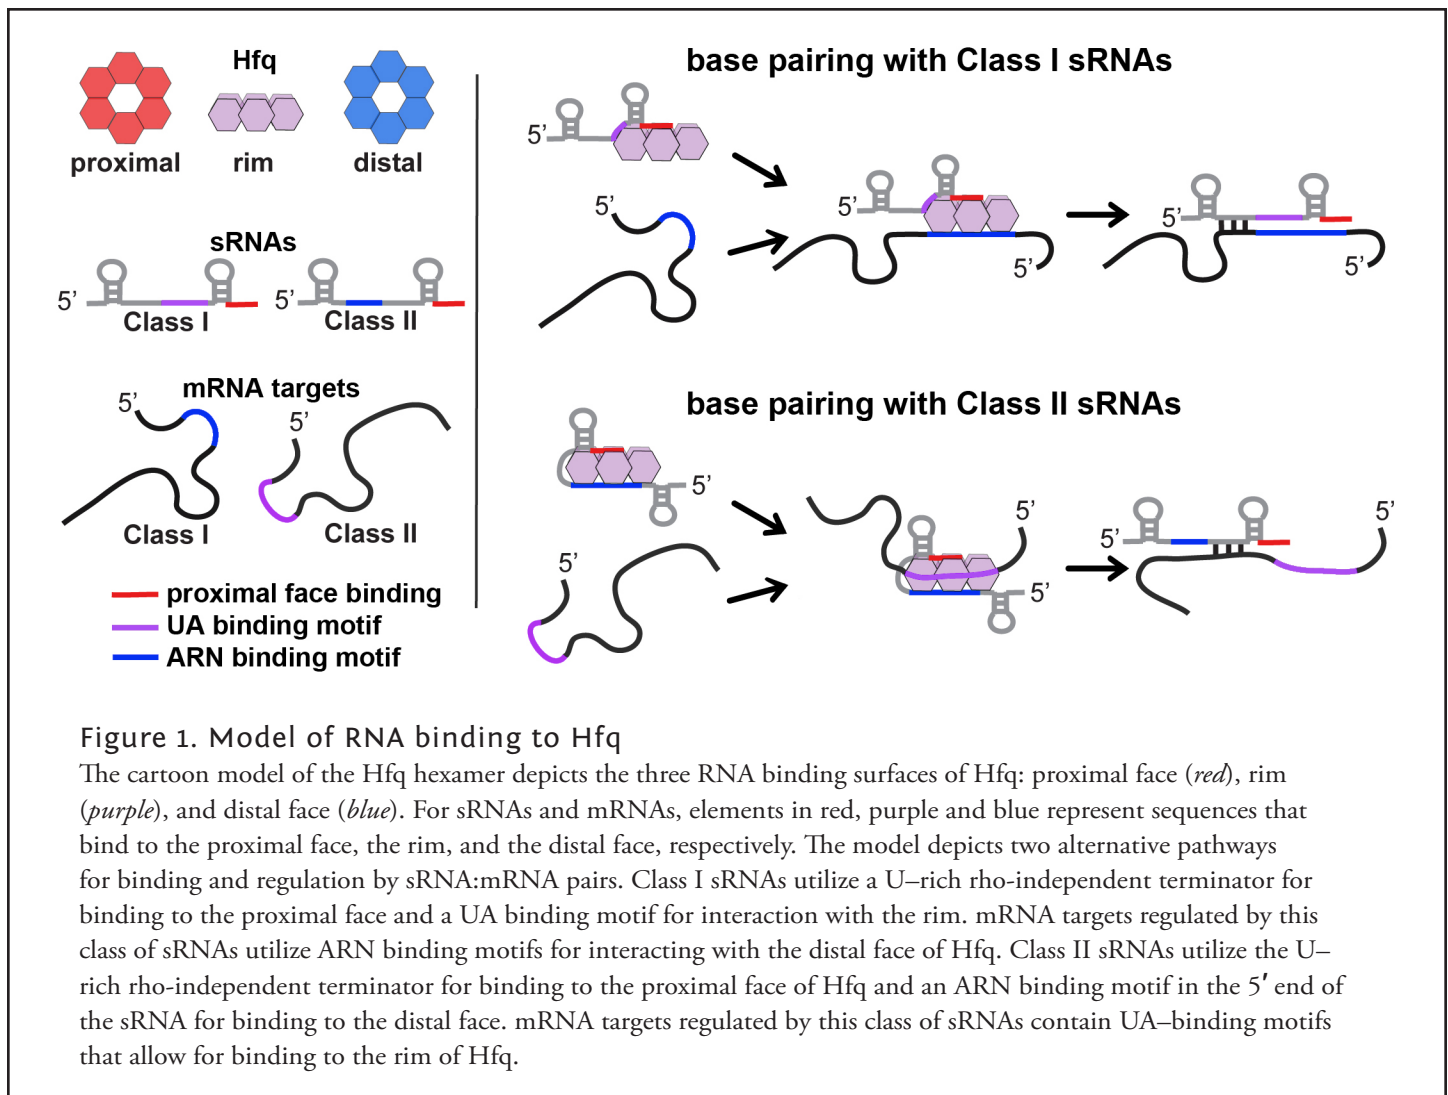 Hfq
proximal
rim
distal
sRNAs
5’
Class I
5’
Class II
mRNA targets
5’
Class I
5’
Class II
proximal face binding
UA binding motif
ARN binding motif
base pairing with Class I sRNAs
5’
5’
5’
5’
5’
5’
base pairing with Class II sRNAs
5’
5’
5’
5’
5’
5’
Figure 1. Model of RNA binding to Hfq
The cartoon model of the Hfq hexamer depicts the three RNA binding surfaces of Hfq: proximal face (red), rim
(purple), and distal face (blue). For sRNAs and mRNAs, elements in red, purple and blue represent sequences that
bind to the proximal face, the rim, and the distal face, respectively. The model depicts two alternative pathways
for binding and regulation by sRNA:mRNA pairs. Class I sRNAs utilize a U–rich rho-independent terminator for
binding to the proximal face and a UA binding motif for interaction with the rim. mRNA targets regulated by this
class of sRNAs utilize ARN binding motifs for interacting with the distal face of Hfq. Class II sRNAs utilize the U–
rich rho-independent terminator for binding to the proximal face of Hfq and an ARN binding motif in the 5′ end of
the sRNA for binding to the distal face. mRNA targets regulated by this class of sRNAs contain UA–binding motifs
that allow for binding to the rim of Hfq.